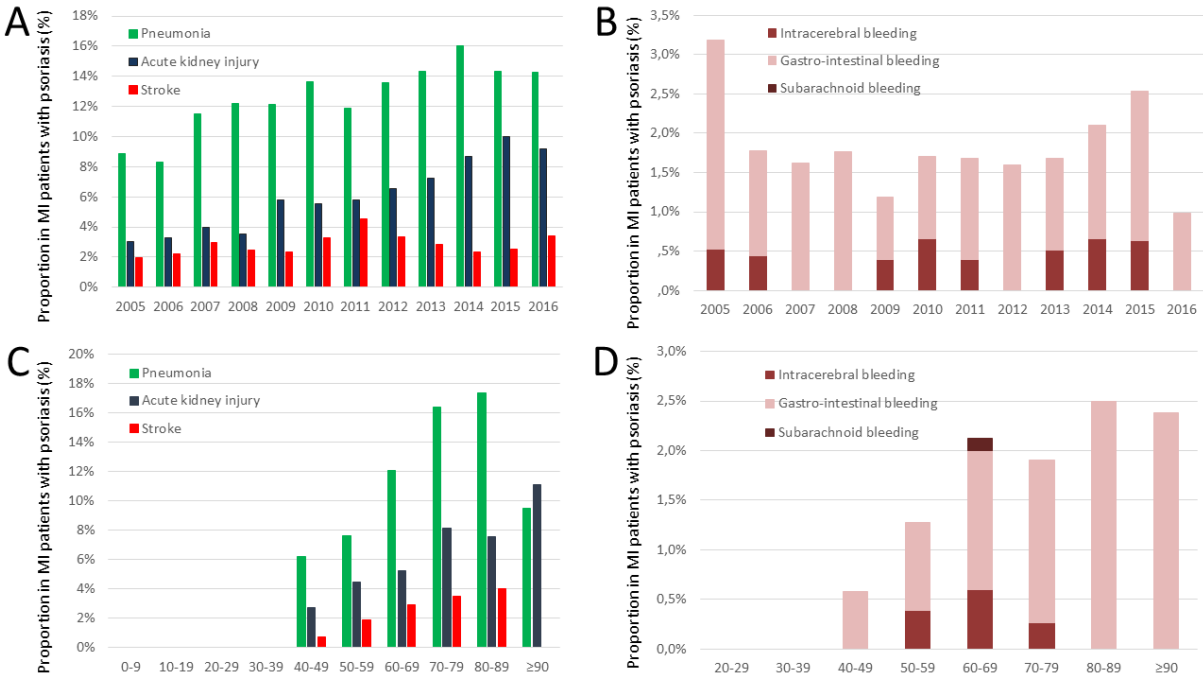 A
Proportion in MI patients with psoriasis (%)
18%
16%
14%
12%
10%
8%
6%
4%
2%
0%
Pneumonia
Acute kidney injury
Stroke
2005 2006 2007 2008 2009 2010 2011 2012 2013 2014 2015 2016
B
Proportion in MI patients with psoriasis (%)
3,5%
3,0%
2,5%
2,0%
1,5%
1,0%
,5%
,0%
Intracerebral bleeding
Gastro-intestinal bleeding
Subarachnoid bleeding
2005 2006 2007 2008 2009 2010 2011 2012 2013 2014 2015 2016
C
Proportion in MI patients with psoriasis (%)
20%
18%
16%
14%
12%
10%
8%
6%
4%
2%
0%
Pneumonia
Acute kidney injury
Stroke
0-9 10-19 20-29 30-39 40-49 50-59 60-69 70-79 80-89 ≥90
D
Proportion in MI patients with psoriasis (%)
3,0%
2,5%
2,0%
1,5%
1,0%
0,5%
0,0%
Intracerebral bleeding
Gastro-intestinal bleeding
Subarachnoid bleeding
20-29 30-39 40-49 50-59 60-69 70-79 80-89 ≥90